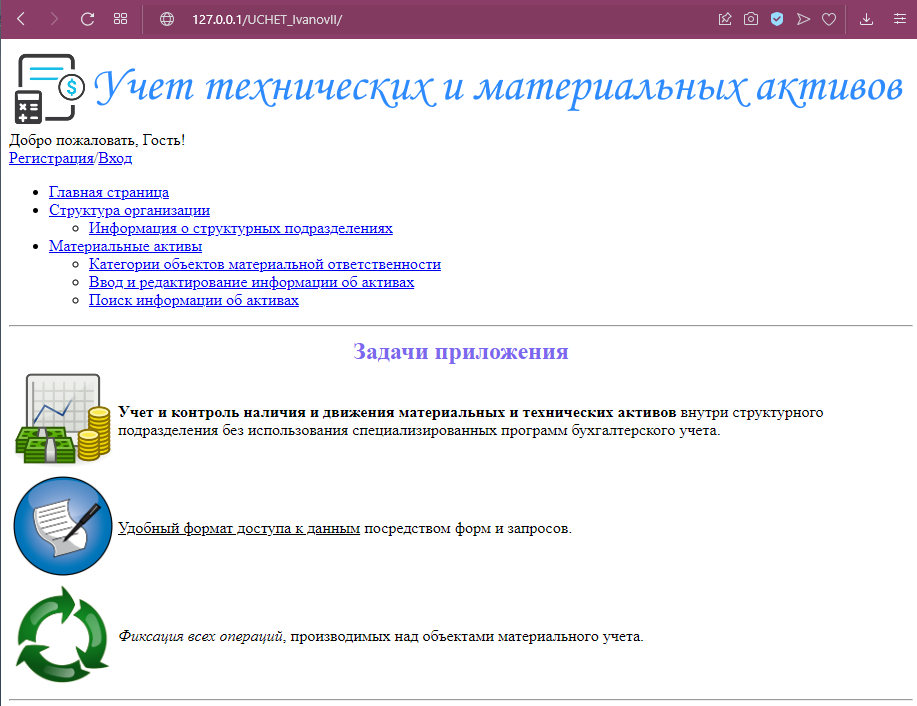 127.0.0.1/UCHET_IvanovII/
$
Учет технических и материальных активов
Добро пожаловать, Гость!
Регистрация/Вход
Главная страница
Структура организации
Информация о структурных подразделениях
Материальные активы
Категории объектов материальной ответственности
Ввод и редактирование информации об активах
Поиск информации об активах
Задачи приложения
Учет и контроль наличия и движения материальных и технических активов внутри структурного
подразделения без использования специализированных программ бухгалтерского учета.
Удобный формат доступа к данным посредством форм и запросов.
Фиксация всех операций, производимых над объектами материального учета.